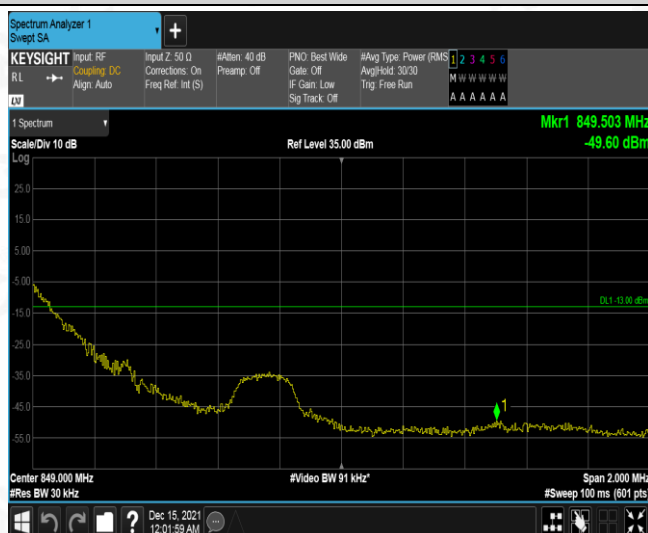 Spectrum Analyzer 1
Swept SA
+
KEYSIGHT
RL
Input: RF
Coupling: DC
Align: Auto
Input Z: 50 Ω
Corrections: On
Freq Ref: Int (S)
#Atten: 40 dB
Preamp: Off
PNO: Best Wide
Gate: Off
IF Gain: Low
Sig Track: Off
#Avg Type: Power (RMS
Avg|Hold: 30/30
Trig: Free Run
1 2 3 4 5 6
M W W W W W
A A A A A A
1 Spectrum
Scale/Div 10 dB
Ref Level 35.00 dBm
Mkr1 849.503 MHz
-49.60 dBm
Log
25.0
15.0
5.00
-5.00
DL1 -13.00 dBm
-15.0
-25.0
-35.0
-45.0
1
-55.0
Center 849.000 MHz
#Video BW 91 kHz*
Span 2.000 MHz
#Res BW 30 kHz
#Sweep 100 ms (601 pts)
?
Dec 15, 2021
12:01:59 AM